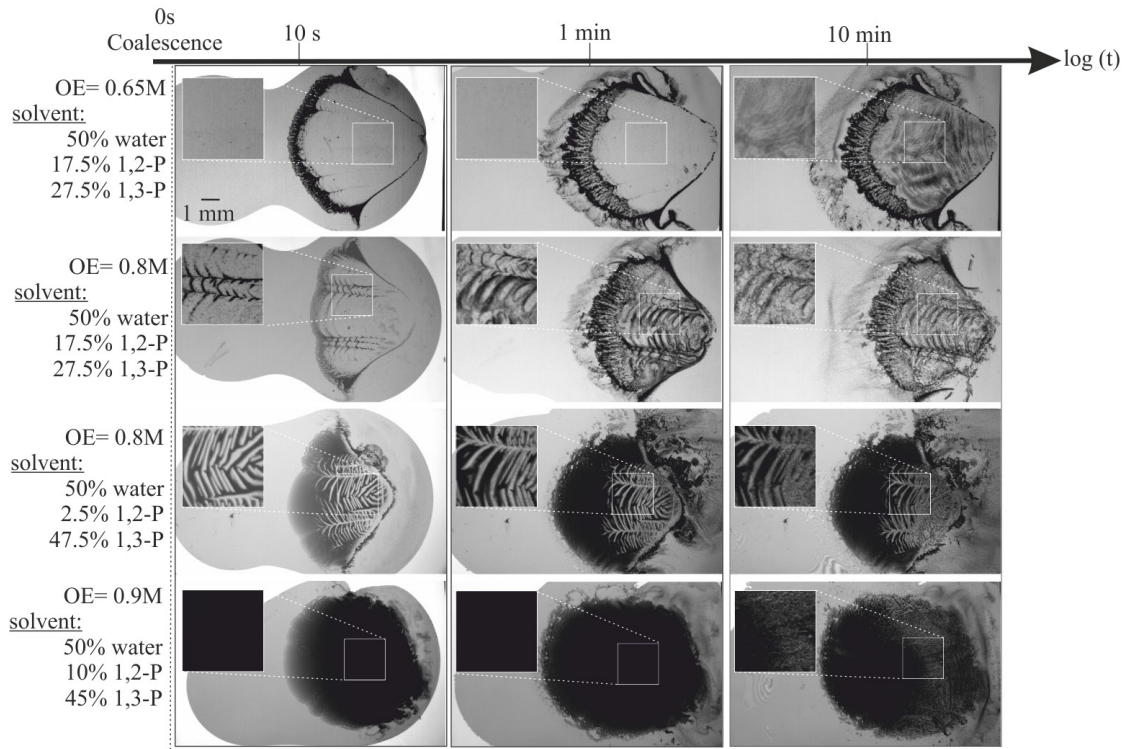 0s
Coalescence
10 s
1 min
10 min
log (t)
OE= 0.65M
solvent:
50% water
17.5% 1,2-P
27.5% 1,3-P
1 mm
OE= 0.8M
solvent:
50% water
17.5% 1,2-P
27.5% 1,3-P
OE= 0.8M
solvent:
50% water
2.5% 1,2-P
47.5% 1,3-P
OE= 0.9M
solvent:
50% water
10% 1,2-P
45% 1,3-P